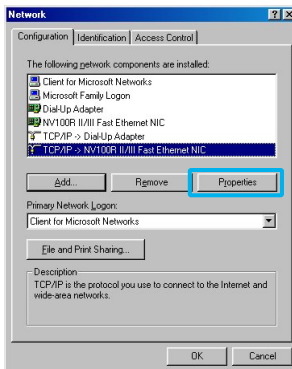 Network
Configuration Identification Access Control
The following network components are installed:
Client for Microsoft Networks
Microsoft Family Logon
Dial-Up Adapter
NV100R II/III Fast Ethernet NIC
TCP/IP -> Dial-Up Adapter
TCP/IP -> NV100R II/III Fast Ethernet NIC
Add... Remove Properties
Primary Network Logon:
Client for Microsoft Networks
File and Print Sharing...
Description
TCP/IP is the protocol you use to connect to the Internet and
wide-area networks.
OK Cancel